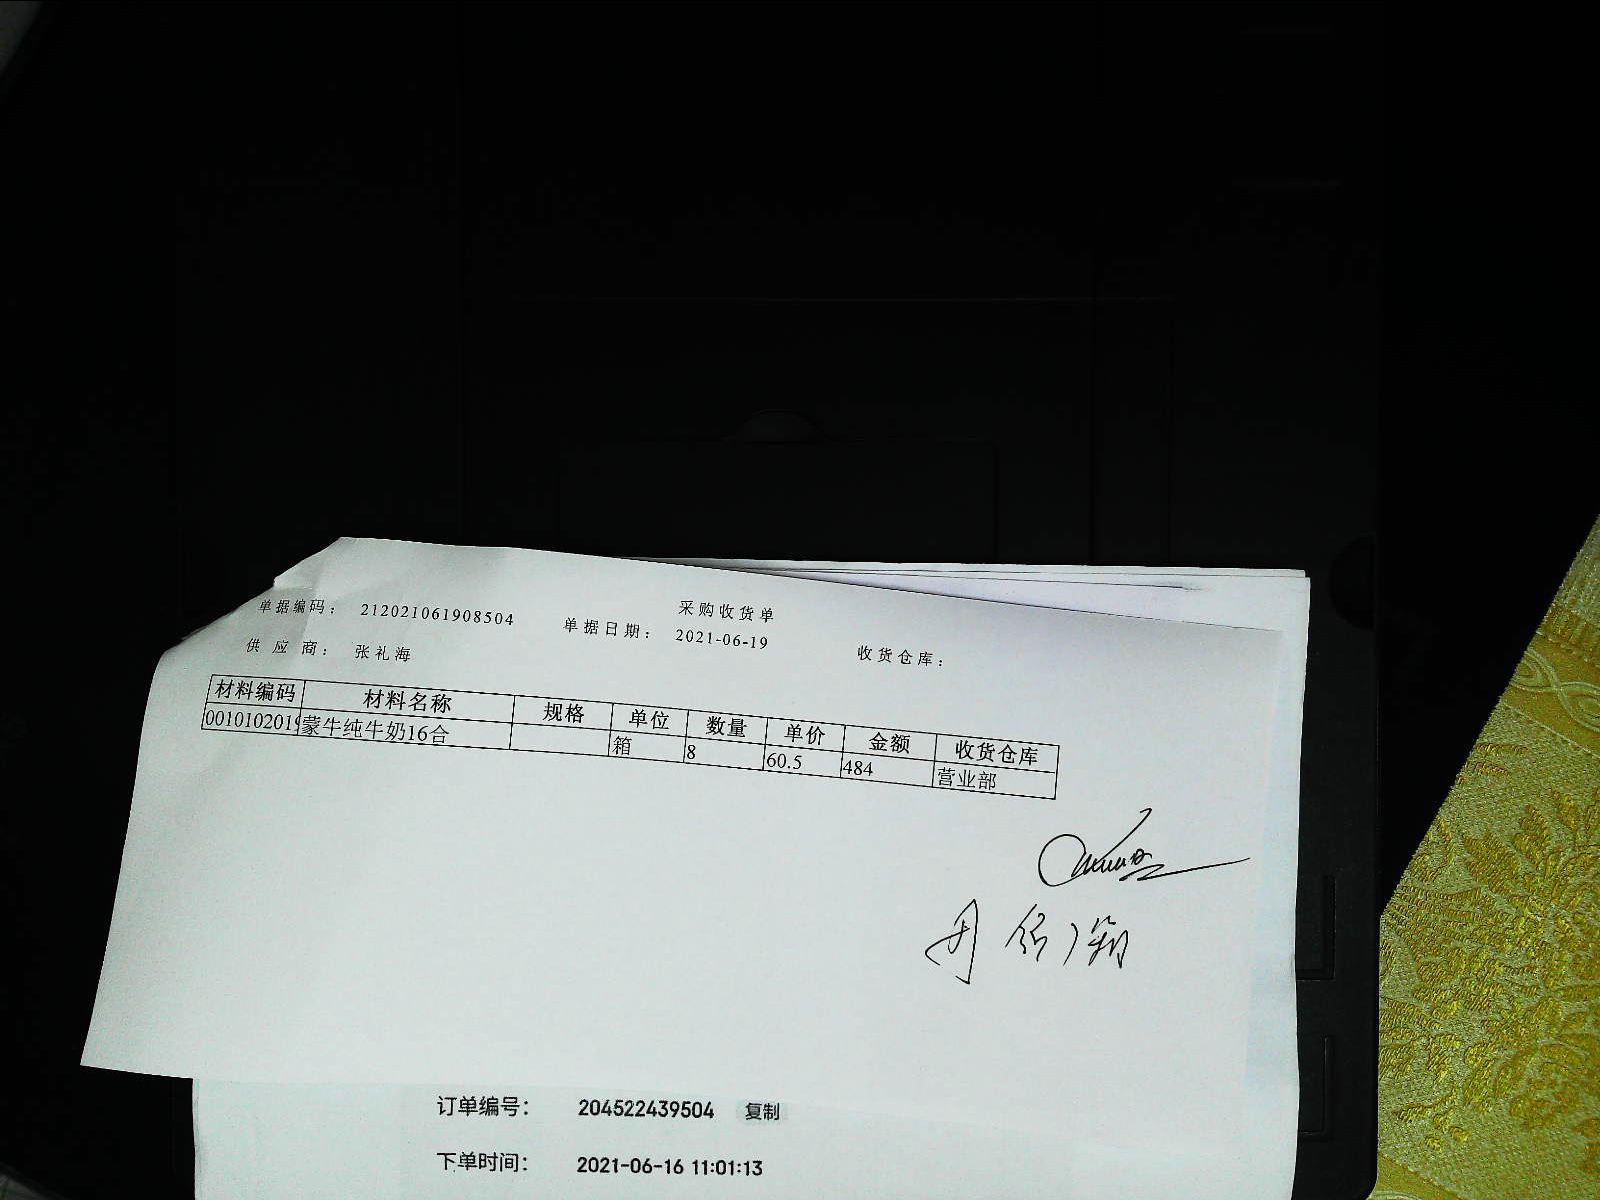 采购收货单
单据编码： 212021061908504 单据日期： 2021-06-19 收货仓库：
供应商： 张礼海
材料编码 材料名称 规格 单位 数量 单价 金额 收货仓库
0010102019 蒙牛纯牛奶16合 箱 8 60.5 484 营业部
订单编号： 204522439504 复制
下单时间： 2021-06-16 11:01:13